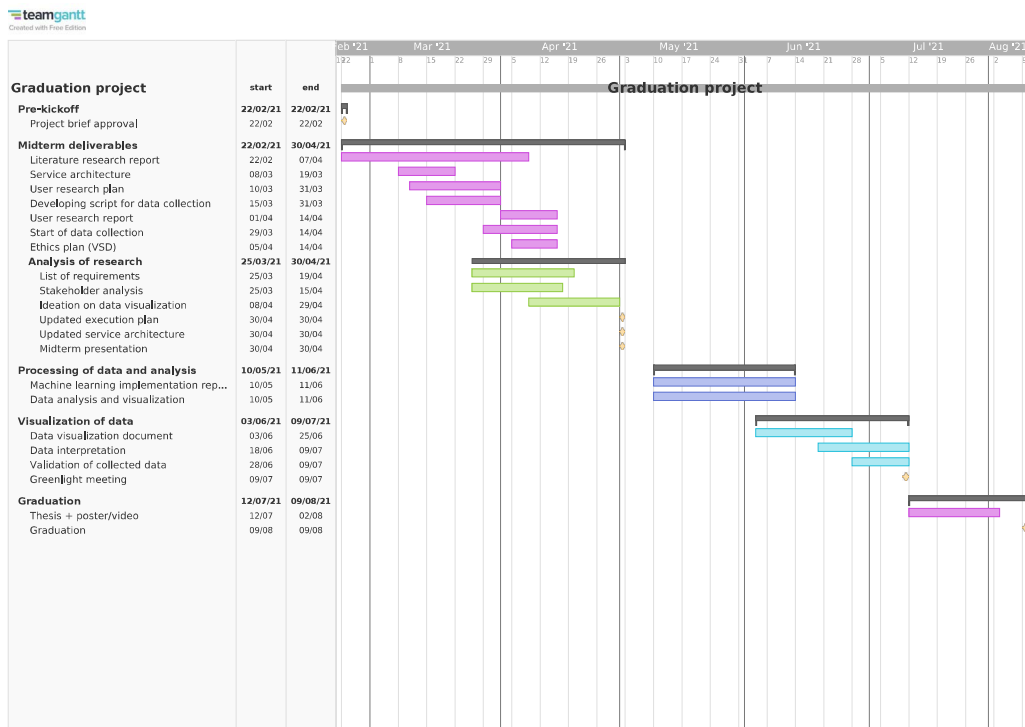 teamgantt
Created with Free Edition
eb '21 Mar '21 Apr '21 May '21 Jun '21 Jul '21 Aug '21
22 1 8 15 22 29 5 12 19 26 3 10 17 24 31 7 14 21 28 5 12 19 26 2 9
Graduation project start end Graduation project
Pre-kickoff 22/02/21 22/02/21
Project brief approval 22/02 22/02
Midterm deliverables 22/02/21 30/04/21
Literature research report 22/02 07/04
Service architecture 08/03 19/03
User research plan 10/03 31/03
Developing script for data collection 15/03 31/03
User research report 01/04 14/04
Start of data collection 29/03 14/04
Ethics plan (VSD) 05/04 14/04
Analysis of research 25/03/21 30/04/21
List of requirements 25/03 19/04
Stakeholder analysis 25/03 15/04
Ideation on data visualization 08/04 29/04
Updated execution plan 30/04 30/04
Updated service architecture 30/04 30/04
Midterm presentation 30/04 30/04
Processing of data and analysis 10/05/21 11/06/21
Machine learning implementation rep... 10/05 11/06
Data analysis and visualization 10/05 11/06
Visualization of data 03/06/21 09/07/21
Data visualization document 03/06 25/06
Data interpretation 18/06 09/07
Validation of collected data 28/06 09/07
Greenlight meeting 09/07 09/07
Graduation 12/07/21 09/08/21
Thesis + poster/video 12/07 02/08
Graduation 09/08 09/08